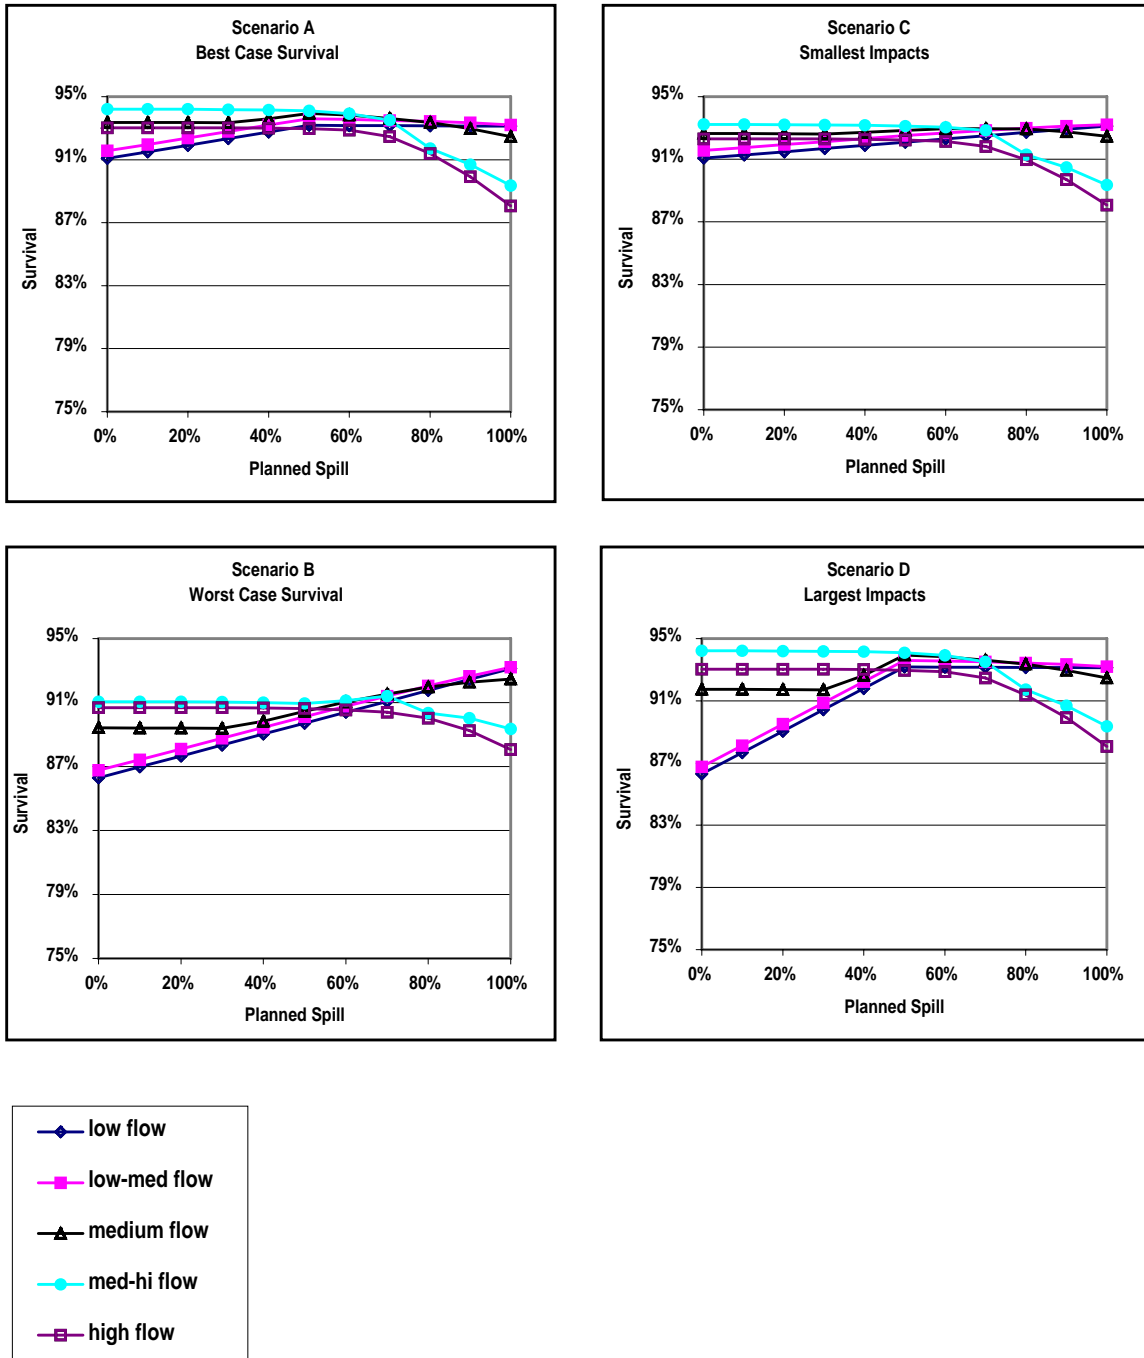 Scenario A
Best Case Survival
95%
91%
87%
83%
79%
75%
Survival
0% 20% 40% 60% 80% 100%
Planned Spill
Scenario C
Smallest Impacts
95%
91%
87%
83%
79%
75%
Survival
0% 20% 40% 60% 80% 100%
Planned Spill
Scenario B
Worst Case Survival
95%
91%
87%
83%
79%
75%
Survival
0% 20% 40% 60% 80% 100%
Planned Spill
Scenario D
Largest Impacts
95%
91%
87%
83%
79%
75%
Survival
0% 20% 40% 60% 80% 100%
Planned Spill
low flow
low-med flow
medium flow
med-hi flow
high flow